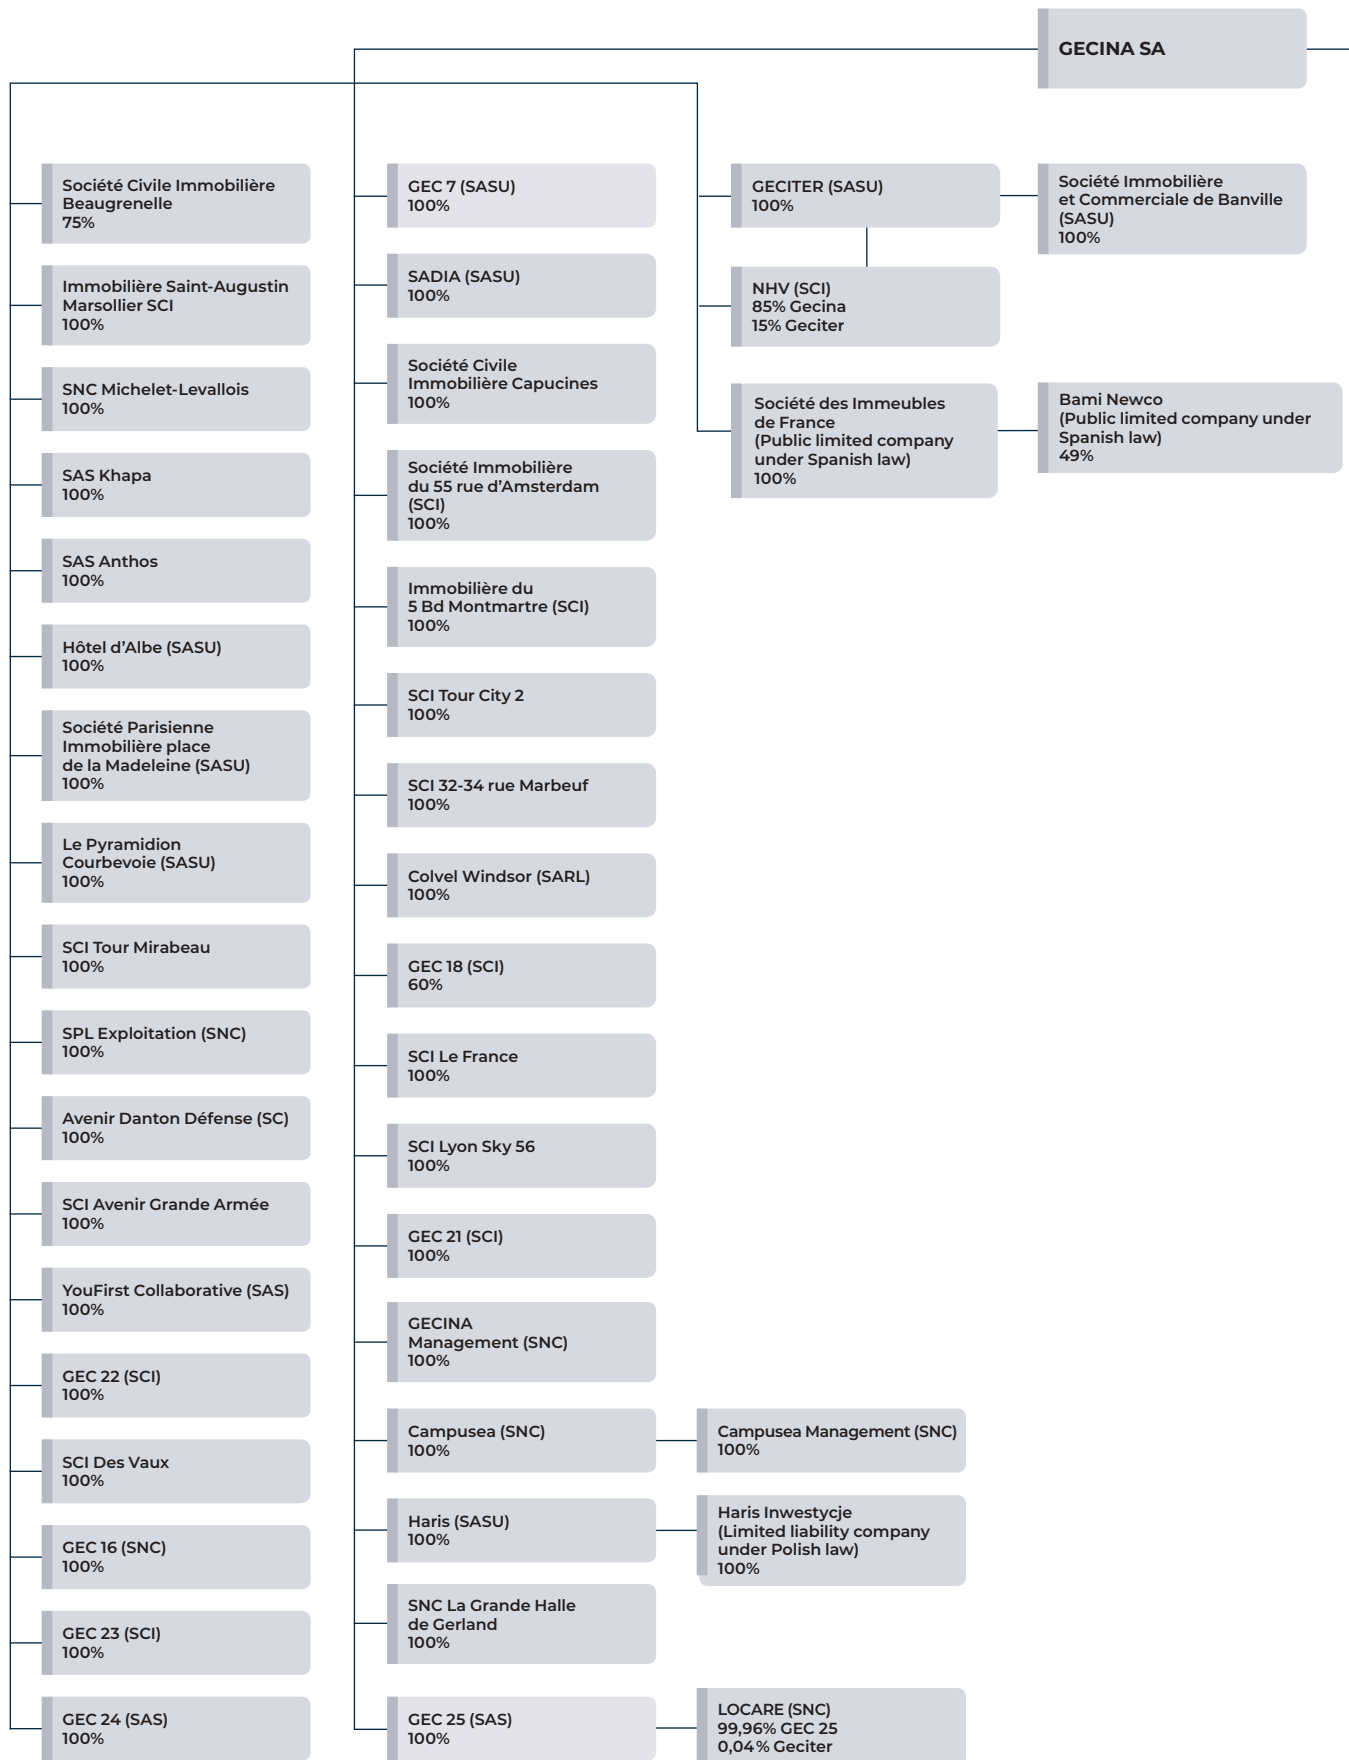 GECINA SA
Société Civile Immobilière
Beaugrenelle
75%
Immobilière Saint-Augustin
Marsollier SCI
100%
SNC Michelet-Levallois
100%
SAS Khapa
100%
SAS Anthos
100%
Hôtel d’Albe (SASU)
100%
Société Parisienne
Immobilière place
de la Madeleine (SASU)
100%
Le Pyramidion
Courbevoie (SASU)
100%
SCI Tour Mirabeau
100%
SPL Exploitation (SNC)
100%
Avenir Danton Défense (SC)
100%
SCI Avenir Grande Armée
100%
YouFirst Collaborative (SAS)
100%
GEC 22 (SCI)
100%
SCI Des Vaux
100%
GEC 16 (SNC)
100%
GEC 23 (SCI)
100%
GEC 24 (SAS)
100%
GEC 7 (SASU)
100%
SADIA (SASU)
100%
Société Civile
Immobilière Capucines
100%
Société Immobilière
du 55 rue d’Amsterdam
(SCI)
100%
Immobilière du
5 Bd Montmartre (SCI)
100%
SCI Tour City 2
100%
SCI 32-34 rue Marbeuf
100%
Colvel Windsor (SARL)
100%
GEC 18 (SCI)
60%
SCI Le France
100%
SCI Lyon Sky 56
100%
GEC 21 (SCI)
100%
GECINA
Management (SNC)
100%
Campusea (SNC)
100%
Campusea Management (SNC)
100%
Haris (SASU)
100%
Haris Inwestycje
(Limited liability company
under Polish law)
100%
SNC La Grande Halle
de Gerland
100%
GEC 25 (SAS)
100%
LOCARE (SNC)
99,96% GEC 25
0,04% Geciter
GECITER (SASU)
100%
Société Immobilière
et Commerciale de Banville
(SASU)
100%
NHV (SCI)
85% Gecina
15% Geciter
Société des Immeubles
de France
(Public limited company
under Spanish law)
100%
Bami Newco
(Public limited company under
Spanish law)
49%